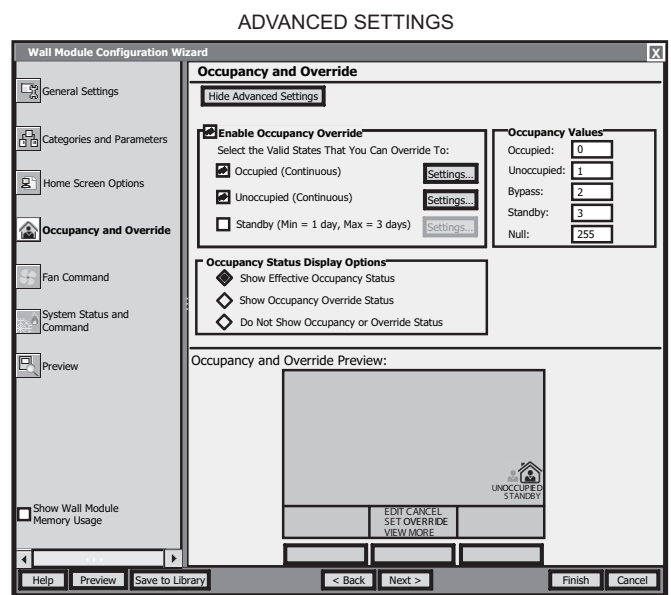 ADVANCED SETTINGS
Wall Module Configuration Wizard
X
General Settings
Categories and Parameters
Home Screen Options
Occupancy and Override
Fan Command
System Status and
Command
Preview
Show Wall Module
Memory Usage
Occupancy and Override
Hide Advanced Settings
Enable Occupancy Override
Select the Valid States That You Can Override To:
Occupied (Continuous) Settings...
Unoccupied (Continuous) Settings...
Standby (Min = 1 day, Max = 3 days) Settings...
Occupancy Values
Occupied: 0
Unoccupied: 1
Bypass: 2
Standby: 3
Null: 255
Occupancy Status Display Options
Show Effective Occupancy Status
Show Occupancy Override Status
Do Not Show Occupancy or Override Status
Occupancy and Override Preview:
UNOCCUPIED
STANDBY
EDIT CANCEL
SET OVERRIDE
VIEW MORE
Help Preview Save to Library < Back Next > Finish Cancel